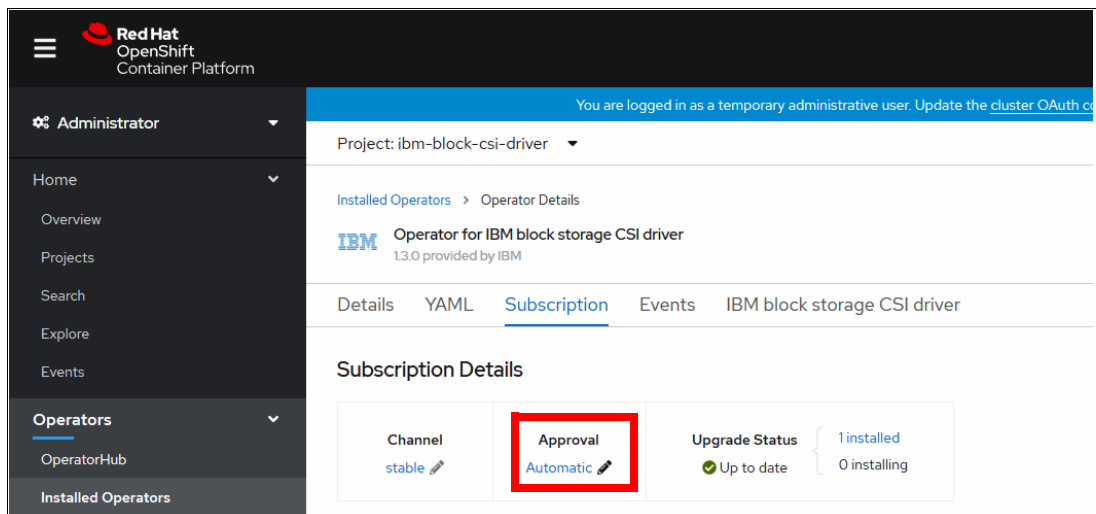 Red Hat
OpenShift
Container Platform
You are logged in as a temporary administrative user. Update the cluster OAuth co
Administrator
Project: ibm-block-csi-driver
Home
Overview
Projects
Search
Explore
Events
Operators
OperatorHub
Installed Operators
Installed Operators > Operator Details
IBM
Operator for IBM block storage CSI driver
1.3.0 provided by IBM
Details YAML Subscription Events IBM block storage CSI driver
Subscription Details
Channel
stable
Approval
Automatic
Upgrade Status
Up to date
1 installed
0 installing